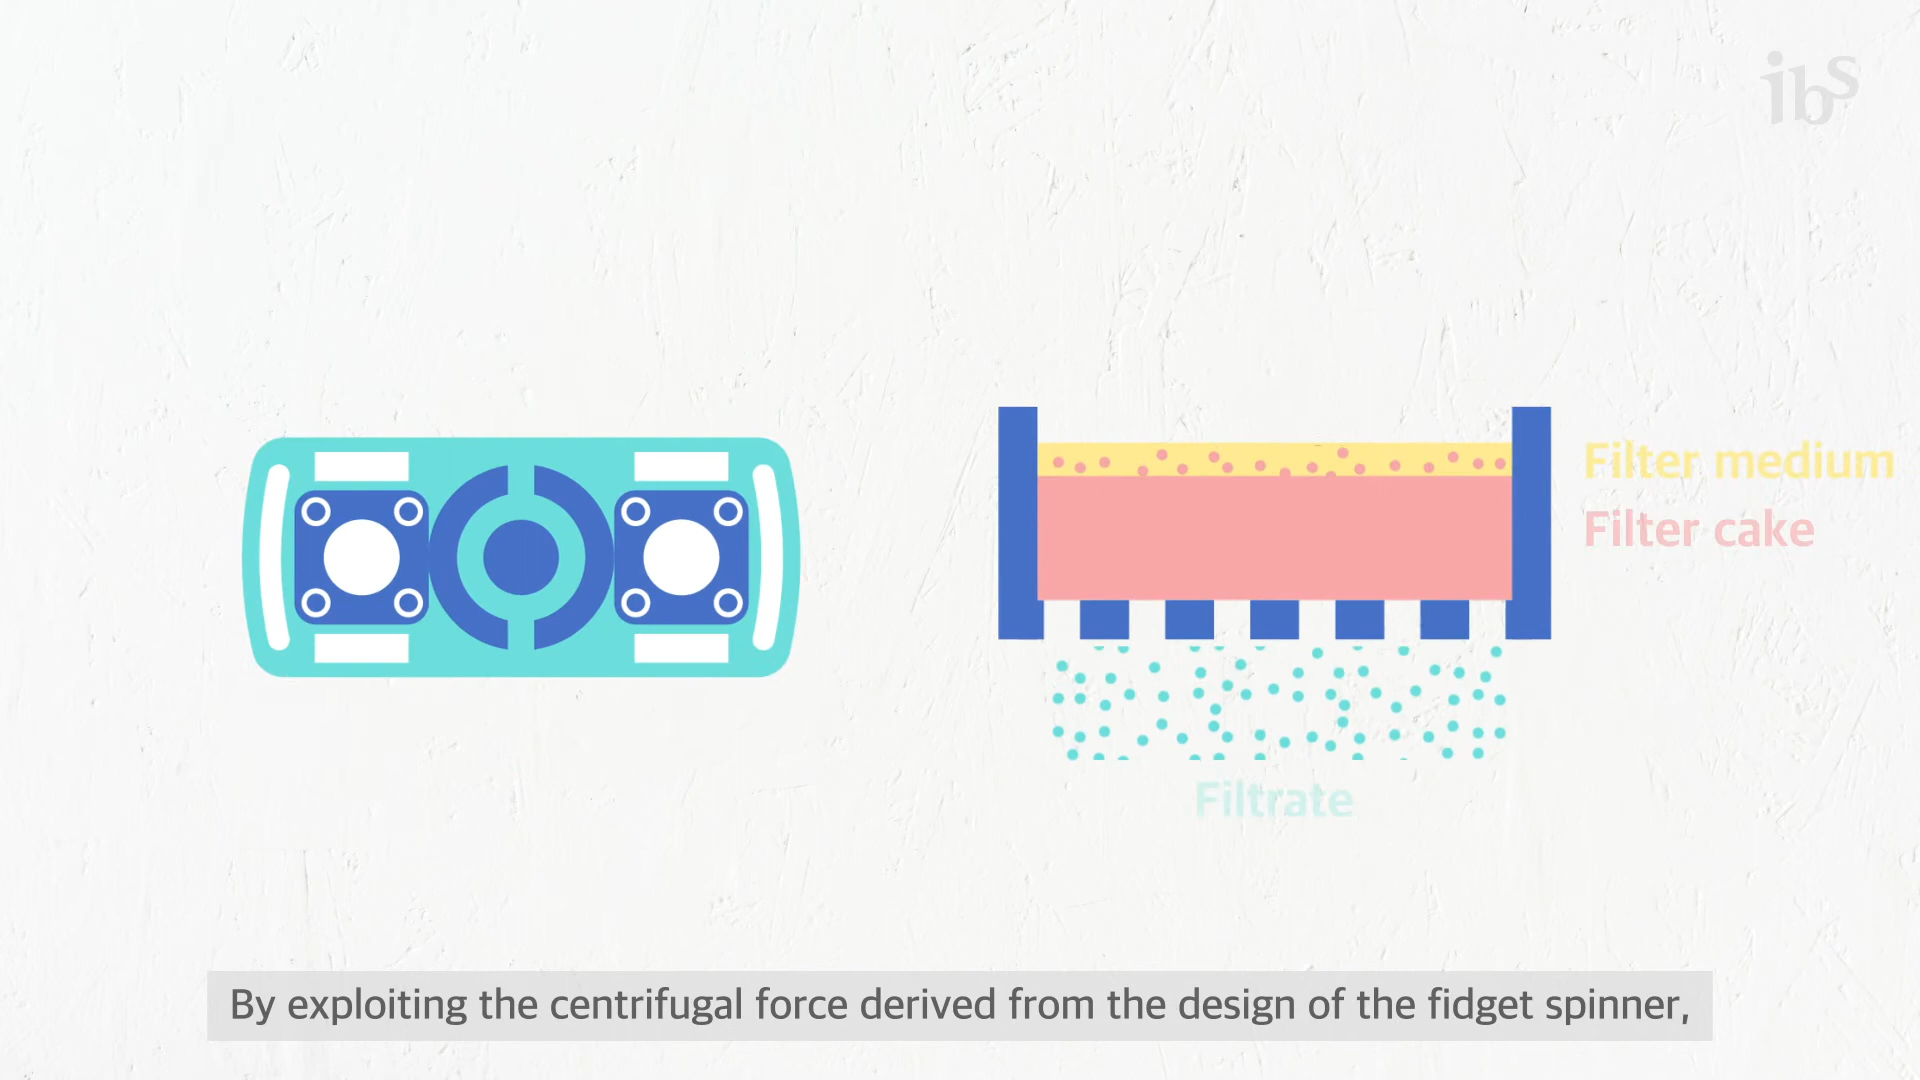 ibs
Filter medium
Filter cake
Filtrate
By exploiting the centrifugal force derived from the design of the fidget spinner,